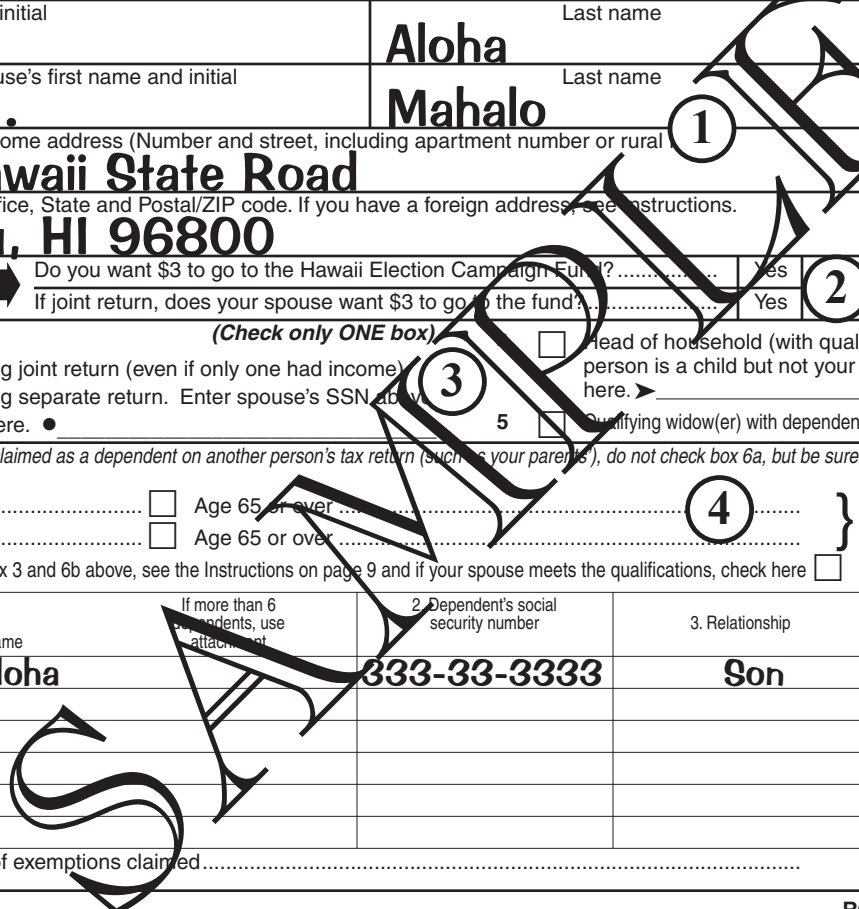 initial Last name
Aloha
use's first name and initial Last name
. Mahalo
ome address (Number and street, including apartment number or rural
waii State Road
fice, State and Postal/ZIP code. If you have a foreign address, see Instructions.
, HI 96800
Do you want $3 to go to the Hawaii Election Campaign Fund? .................. Yes
If joint return, does your spouse want $3 to go to the fund? ....................... Yes
(Check only ONE box)
Head of household (with qual
g joint return (even if only one had income) person is a child but not your
g separate return. Enter spouse's SSN above here. ➤
ere. ● 5 Qualifying widow(er) with dependen
laimed as a dependent on another person's tax return (such as your parents'), do not check box 6a, but be sure
Age 65 or over
Age 65 or over
}
x 3 and 6b above, see the Instructions on page 9 and if your spouse meets the qualifications, check here
If more than 6 dependents, use attachment
2. Dependent's social security number
3. Relationship
ame
loha 333-33-3333 Son
of exemptions claimed
1
2
3
4
SAMPLE